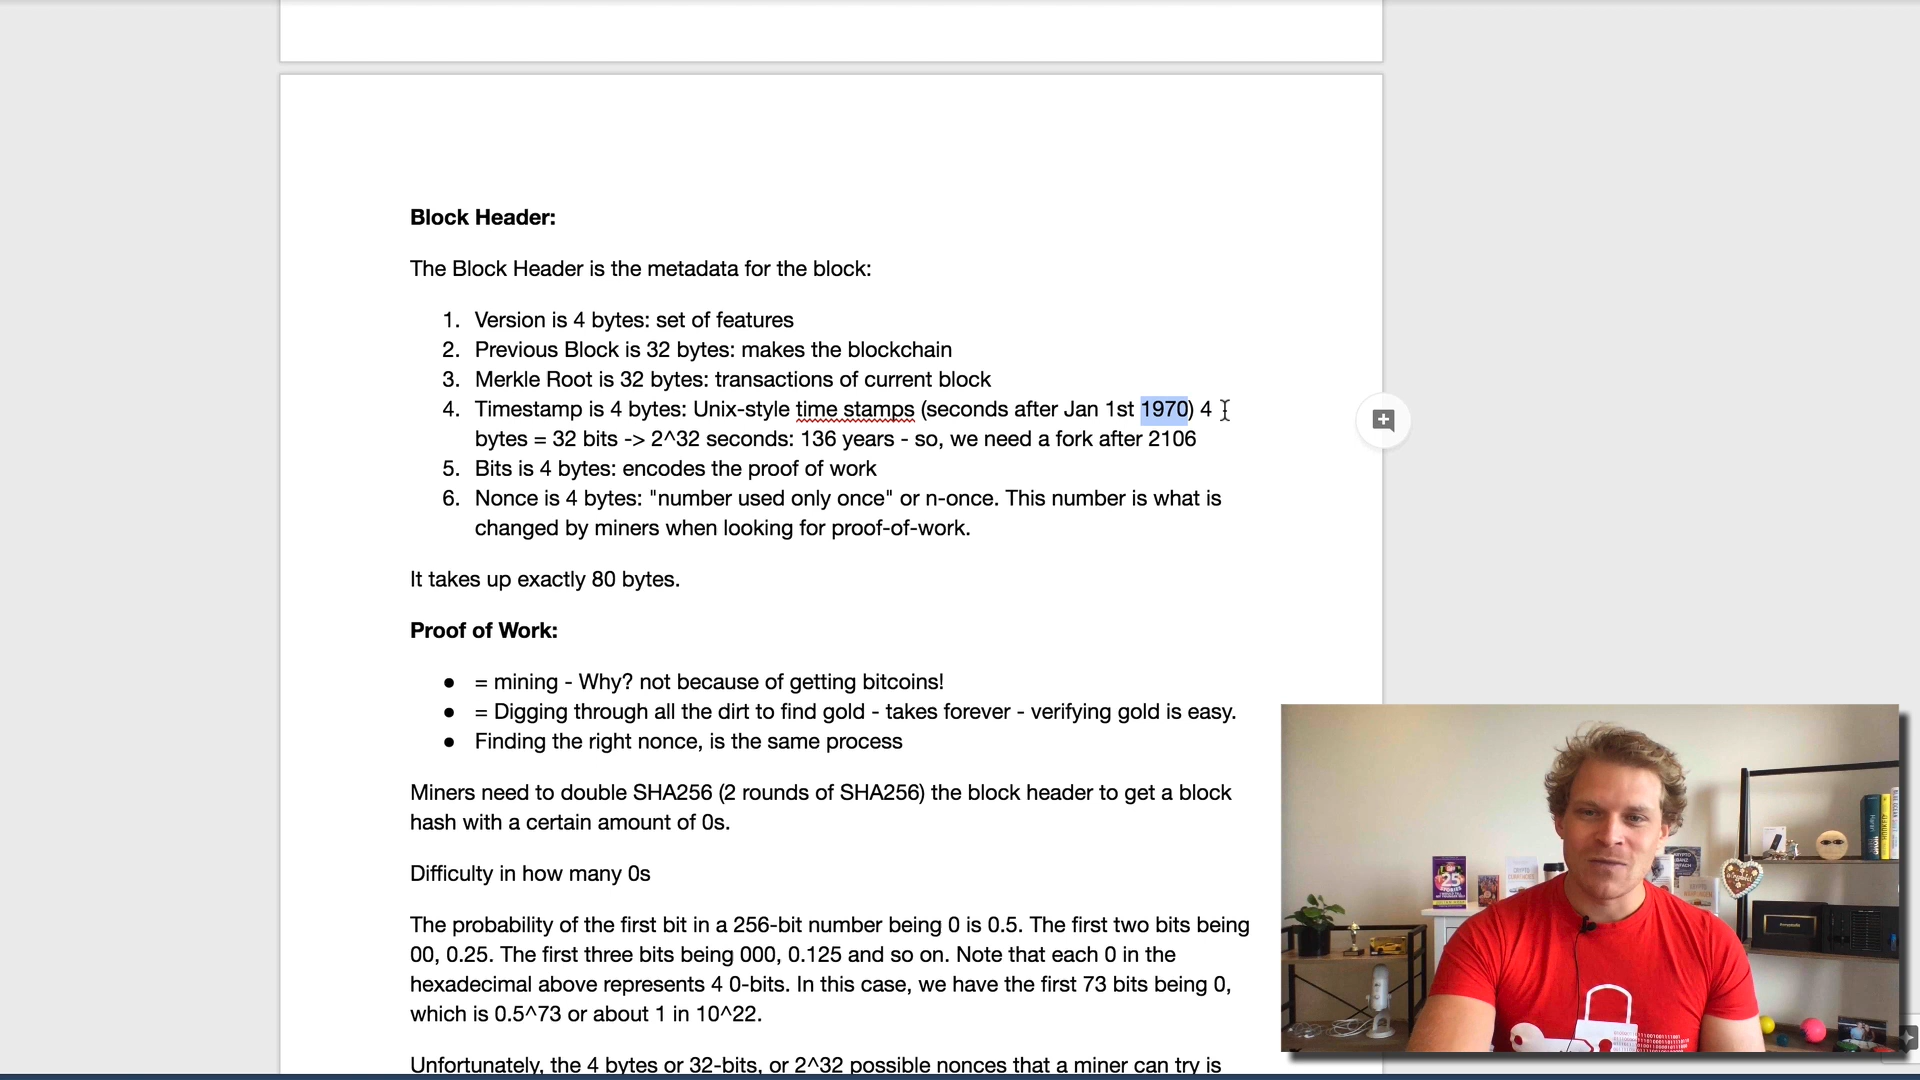 Block Header:
The Block Header is the metadata for the block:
1. Version is 4 bytes: set of features
2. Previous Block is 32 bytes: makes the blockchain
3. Merkle Root is 32 bytes: transactions of current block
4. Timestamp is 4 bytes: Unix-style time stamps (seconds after Jan 1st 1970) 4
bytes = 32 bits -> 2^32 seconds: 136 years - so, we need a fork after 2106
5. Bits is 4 bytes: encodes the proof of work
6. Nonce is 4 bytes: "number used only once" or n-once. This number is what is
changed by miners when looking for proof-of-work.
It takes up exactly 80 bytes.
Proof of Work:
● = mining - Why? not because of getting bitcoins!
● = Digging through all the dirt to find gold - takes forever - verifying gold is easy.
● Finding the right nonce, is the same process
Miners need to double SHA256 (2 rounds of SHA256) the block header to get a block
hash with a certain amount of 0s.
Difficulty in how many 0s
The probability of the first bit in a 256-bit number being 0 is 0.5. The first two bits being
00, 0.25. The first three bits being 000, 0.125 and so on. Note that each 0 in the
hexadecimal above represents 4 0-bits. In this case, we have the first 73 bits being 0,
which is 0.5^73 or about 1 in 10^22.
Unfortunately, the 4 bytes or 32-bits, or 2^32 possible nonces that a miner can try is
25
STORIES